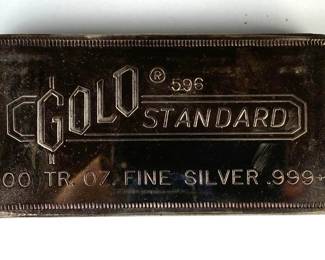 GOLD ® 596
STANDARD
00 TR. OZ. FINE SILVER .999+